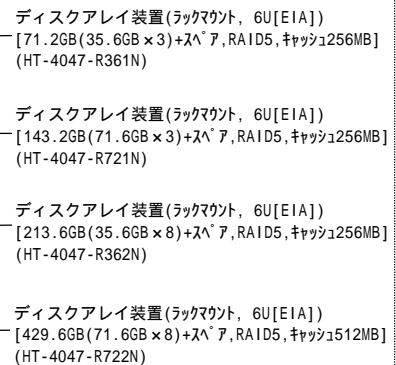 ディスクアレイ装置(ﾗｯｸﾏｳﾝﾄ, 6U[EIA])
[71.2GB(35.6GB×3)+ｽﾍﾟｱ,RAID5,ｷｬｯｼｭ256MB]
(HT-4047-R361N)
ディスクアレイ装置(ﾗｯｸﾏｳﾝﾄ, 6U[EIA])
[143.2GB(71.6GB×3)+ｽﾍﾟｱ,RAID5,ｷｬｯｼｭ256MB]
(HT-4047-R721N)
ディスクアレイ装置(ﾗｯｸﾏｳﾝﾄ, 6U[EIA])
[213.6GB(35.6GB×8)+ｽﾍﾟｱ,RAID5,ｷｬｯｼｭ256MB]
(HT-4047-R362N)
ディスクアレイ装置(ﾗｯｸﾏｳﾝﾄ, 6U[EIA])
[429.6GB(71.6GB×8)+ｽﾍﾟｱ,RAID5,ｷｬｯｼｭ512MB]
(HT-4047-R722N)